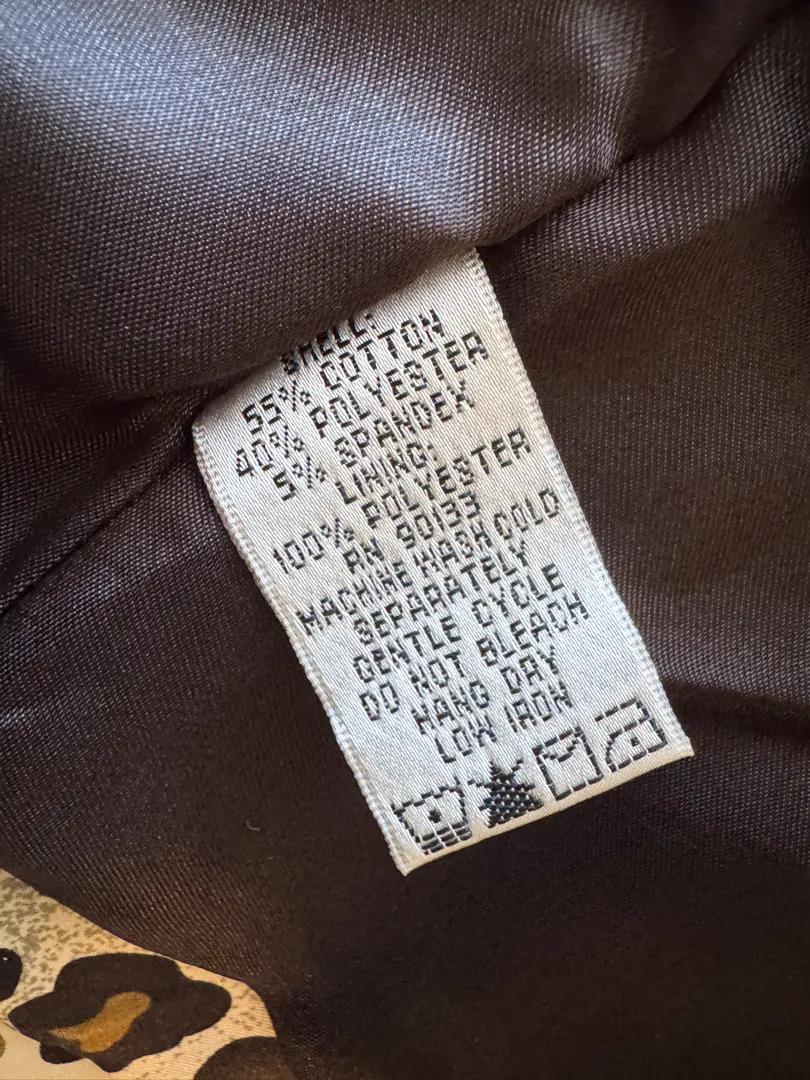 SHELL:
55% COTTON
40% POLYESTER
5% SPANDEX
LINING:
100% POLYESTER
RN 90133
MACHINE WASH COLD
SEPARATELY
GENTLE CYCLE
DO NOT BLEACH
HANG DRY
LOW IRON